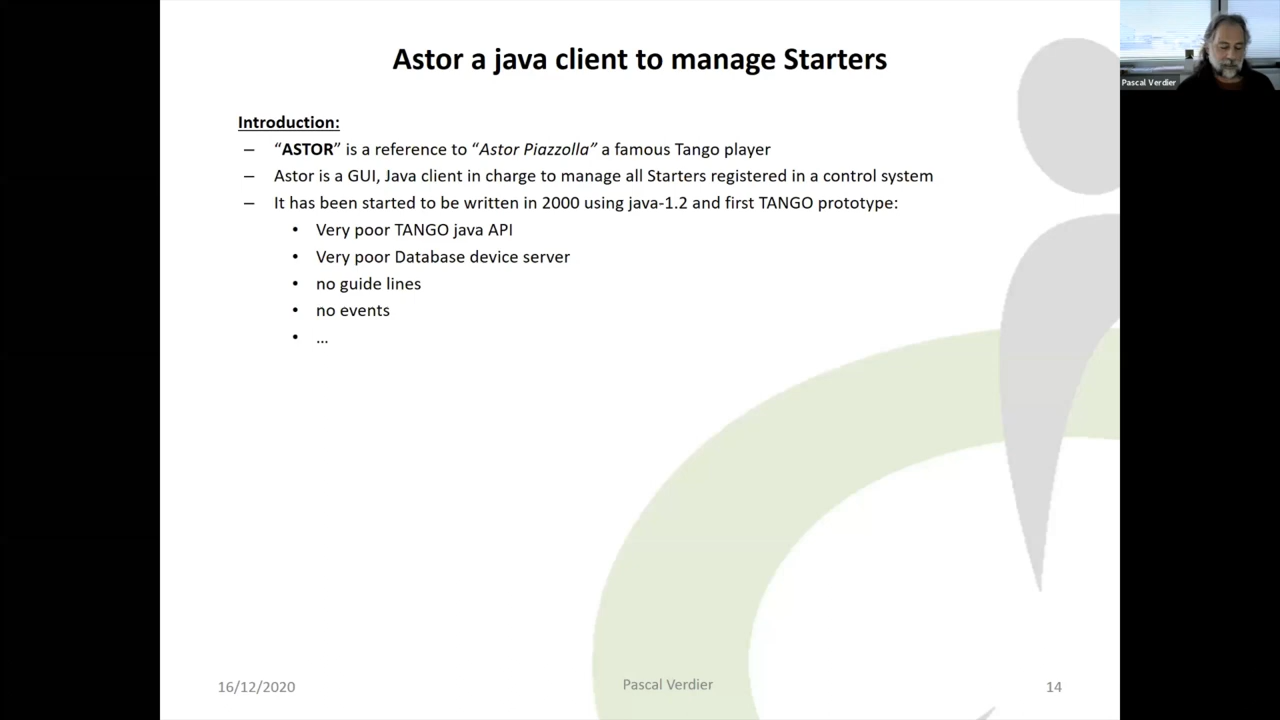 Astor a java client to manage Starters
Pascal Verdier
Introduction:
– “ASTOR” is a reference to “Astor Piazzolla” a famous Tango player
– Astor is a GUI, Java client in charge to manage all Starters registered in a control system
– It has been started to be written in 2000 using java-1.2 and first TANGO prototype:
• Very poor TANGO java API
• Very poor Database device server
• no guide lines
• no events
• ...
16/12/2020
Pascal Verdier
14